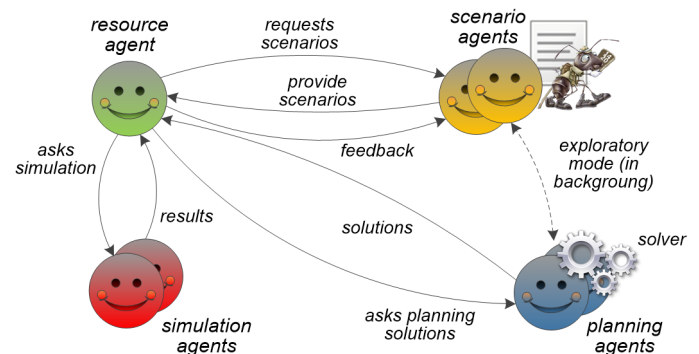 resource
agent
requests
scenarios
scenario
agents
provide
scenarios
feedback
asks
simulation
exploratory
mode (in
backgroung)
results
solutions
solver
simulation
agents
asks planning
solutions
planning
agents